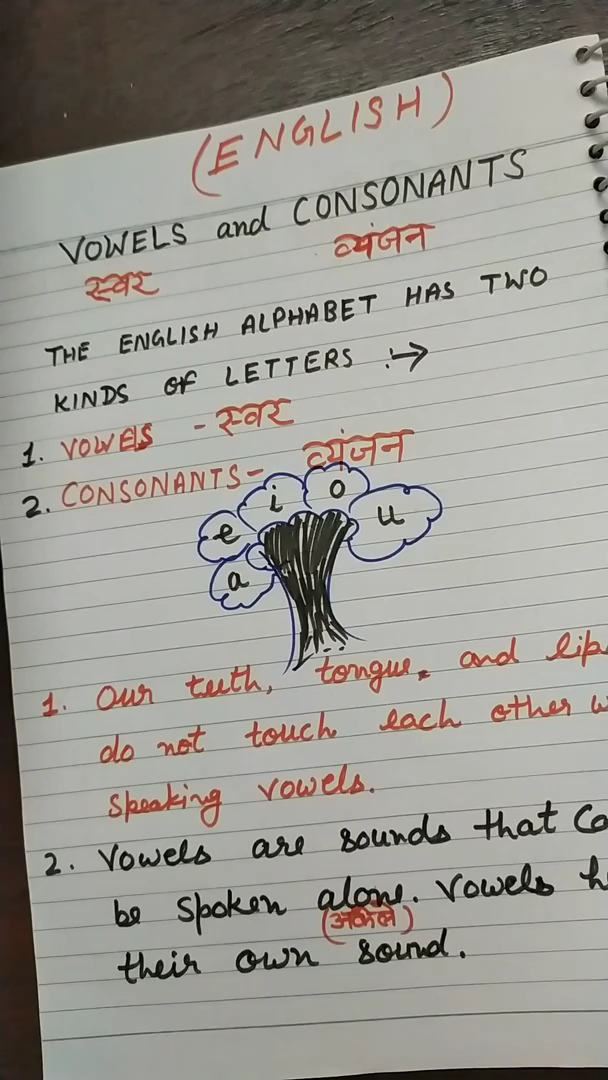 (ENGLISH)
VOWELS and CONSONANTS
स्वर व्यंजन
THE ENGLISH ALPHABET HAS TWO
KINDS OF LETTERS :→
1. VOWELS - स्वर
2. CONSONANTS- व्यंजन
a e i o u
1. Our teeth, tongue, and lip
do not touch each other w
speaking vowels.
2. Vowels are sounds that Ca
be spoken alone. Vowels h
(अकेले)
their own sound.